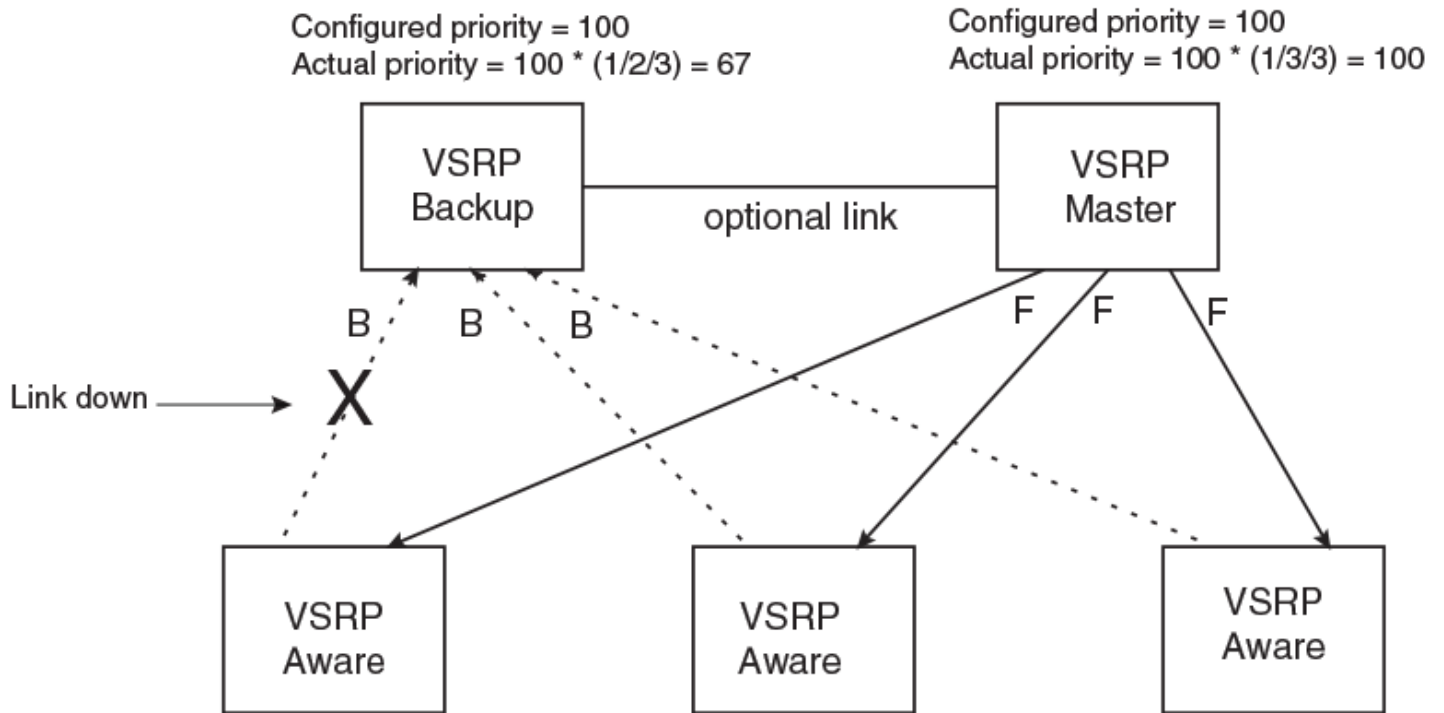 Configured priority = 100
Actual priority = 100 * (1/2/3) = 67
Configured priority = 100
Actual priority = 100 * (1/3/3) = 100
VSRP
Backup
optional link
VSRP
Master
B
B
B
F
F
F
Link down
X
VSRP
Aware
VSRP
Aware
VSRP
Aware